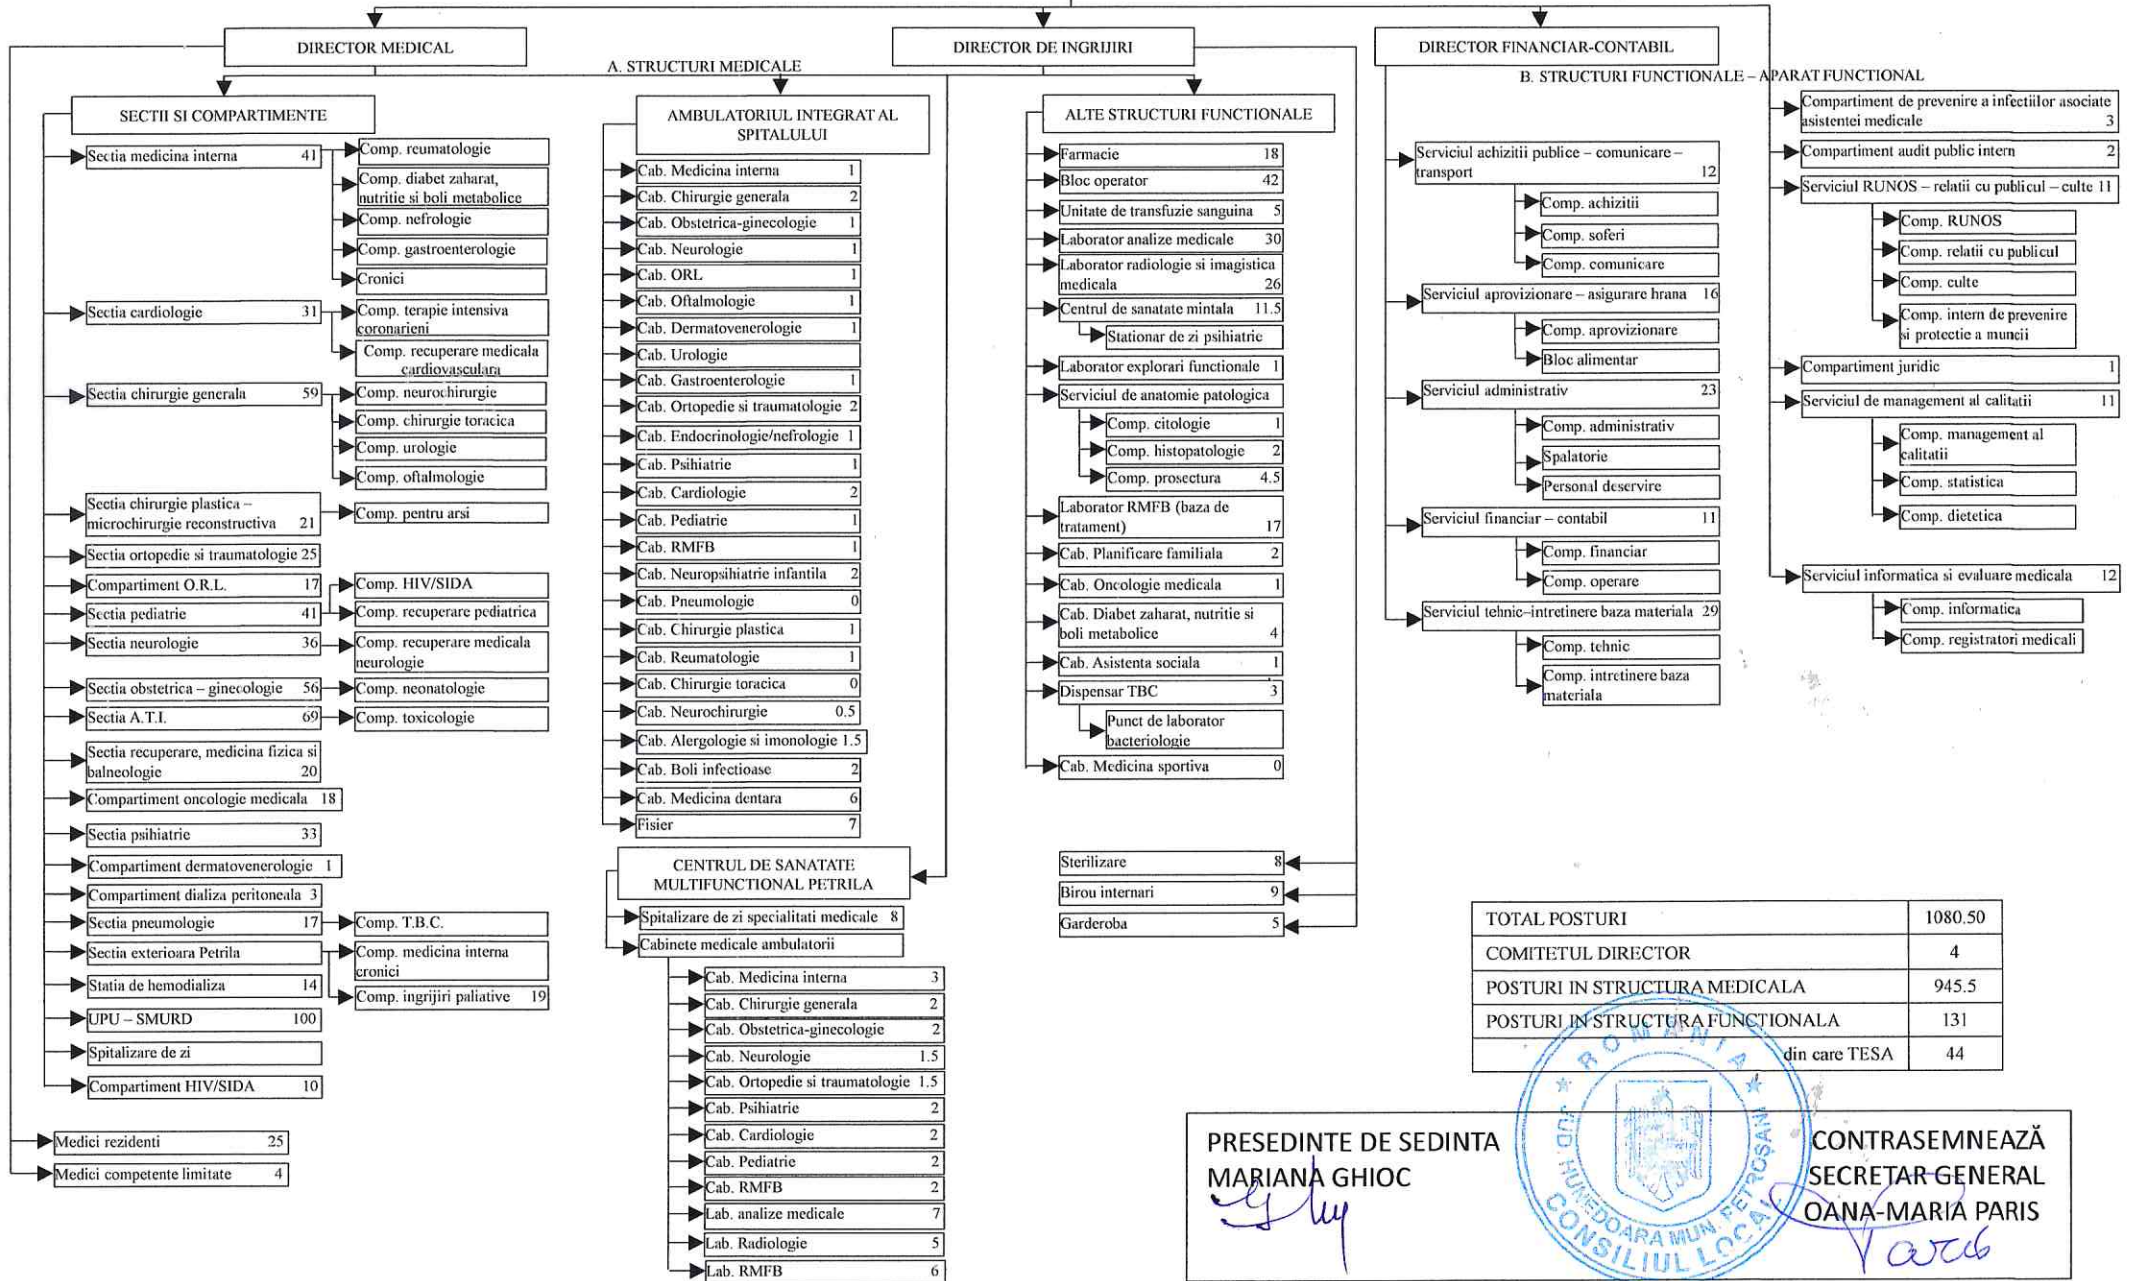 DIRECTOR MEDICAL
DIRECTOR DE INGRIJIRI
DIRECTOR FINANCIAR-CONTABIL
A. STRUCTURI MEDICALE
B. STRUCTURI FUNCTIONALE – APARAT FUNCTIONAL
SECTII SI COMPARTIMENTE
Sectia medicina interna 41
Comp. reumatologie
Comp. diabet zaharat,
nutritie si boli metabolice
Comp. nefrologie
Comp. gastroenterologie
Cronici
Sectia cardiologie 31
Comp. terapie intensiva
coronarieni
Comp. recuperare medicala
cardiovasculara
Sectia chirurgie generala 59
Comp. neurochirurgie
Comp. chirurgie toracica
Comp. urologie
Comp. oftalmologie
Sectia chirurgie plastica –
microchirurgie reconstructiva 21
Comp. pentru arsi
Sectia ortopedie si traumatologie 25
Compartiment O.R.L. 17
Sectia pediatrie 41
Comp. HIV/SIDA
Comp. recuperare pediatrica
Sectia neurologie 36
Comp. recuperare medicala
neurologie
Sectia obstetrica – ginecologie 56
Comp. neonatologie
Sectia A.T.I. 69
Comp. toxicologie
Sectia recuperare, medicina fizica si
balneologie 20
Compartiment oncologie medicala 18
Sectia psihiatrie 33
Compartiment dermatovenerologie 1
Compartiment dializa peritoneala 3
Sectia pneumologie 17
Comp. T.B.C.
Sectia exterioara Petrila
Comp. medicina interna
cronici
Comp. ingrijiri paliative 19
Statia de hemodializa 14
UPU – SMURD 100
Spitalizare de zi
Compartiment HIV/SIDA 10
Medici rezidenti 25
Medici competente limitate 4
AMBULATORIUL INTEGRAT AL
SPITALULUI
Cab. Medicina interna 1
Cab. Chirurgie generala 2
Cab. Obstetrica-ginecologie 1
Cab. Neurologie 1
Cab. ORL 1
Cab. Oftalmologie 1
Cab. Dermatovenerologie 1
Cab. Urologie
Cab. Gastroenterologie 1
Cab. Ortopedie si traumatologie 2
Cab. Endocrinologie/nefrologie 1
Cab. Psihiatrie 1
Cab. Cardiologie 2
Cab. Pediatrie 1
Cab. RMFB 1
Cab. Neuropsihiatrie infantila 2
Cab. Pneumologie 0
Cab. Chirurgie plastica 1
Cab. Reumatologie 1
Cab. Chirurgie toracica 0
Cab. Neurochirurgie 0.5
Cab. Alergologie si imonologie 1.5
Cab. Boli infectioase 2
Cab. Medicina dentara 6
Fisier 7
CENTRUL DE SANATATE
MULTIFUNCTIONAL PETRILA
Spitalizare de zi specialitati medicale 8
Cabinete medicale ambulatorii
Cab. Medicina interna 3
Cab. Chirurgie generala 2
Cab. Obstetrica-ginecologie 2
Cab. Neurologie 1.5
Cab. Ortopedie si traumatologie 1.5
Cab. Psihiatrie 2
Cab. Cardiologie 2
Cab. Pediatrie 2
Cab. RMFB 2
Lab. analize medicale 7
Lab. Radiologie 5
Lab. RMFB 6
ALTE STRUCTURI FUNCTIONALE
Farmacie 18
Bloc operator 42
Unitate de transfuzie sanguina 5
Laborator analize medicale 30
Laborator radiologie si imagistica
medicala 26
Centrul de sanatate mintala 11.5
Stationar de zi psihiatric
Laborator explorari functionale 1
Serviciul de anatomie patologica
Comp. citologie 1
Comp. histopatologie 2
Comp. prosectura 4.5
Laborator RMFB (baza de
tratament) 17
Cab. Planificare familiala 2
Cab. Oncologie medicala 1
Cab. Diabet zaharat, nutritie si
boli metabolice 4
Cab. Asistenta sociala 1
Dispensar TBC 3
Punct de laborator
bacteriologie
Cab. Medicina sportiva 0
Sterilizare 8
Birou internari 9
Garderoba 5
Serviciul achizitii publice – comunicare –
transport 12
Comp. achizitii
Comp. soferi
Comp. comunicare
Serviciul aprovizionare – asigurare hrana 16
Comp. aprovizionare
Bloc alimentar
Serviciul administrativ 23
Comp. administrativ
Spalatorie
Personal deservire
Serviciul financiar – contabil 11
Comp. financiar
Comp. operare
Serviciul tehnic–intretinere baza materiala 29
Comp. tehnic
Comp. intretinere baza
materiala
Compartiment de prevenire a infectiilor asociate
asistentei medicale 3
Compartiment audit public intern 2
Serviciul RUNOS – relatii cu publicul – culte 11
Comp. RUNOS
Comp. relatii cu publicul
Comp. culte
Comp. intern de prevenire
si protectie a muncii
Compartiment juridic 1
Serviciul de management al calitatii 11
Comp. management al
calitatii
Comp. statistica
Comp. dietetica
Serviciul informatica si evaluare medicala 12
Comp. informatica
Comp. registratori medicali
TOTAL POSTURI 1080.50
COMITETUL DIRECTOR 4
POSTURI IN STRUCTURA MEDICALA 945.5
POSTURI IN STRUCTURA FUNCTIONALA 131
din care TESA 44
PRESEDINTE DE SEDINTA
MARIANA GHIOC
ROMANIA
JUD. HUNEDOARA MUN. PETROȘANI
CONSILIUL LOCAL
CONTRASEMNEAZĂ
SECRETAR GENERAL
OANA-MARIA PARIS